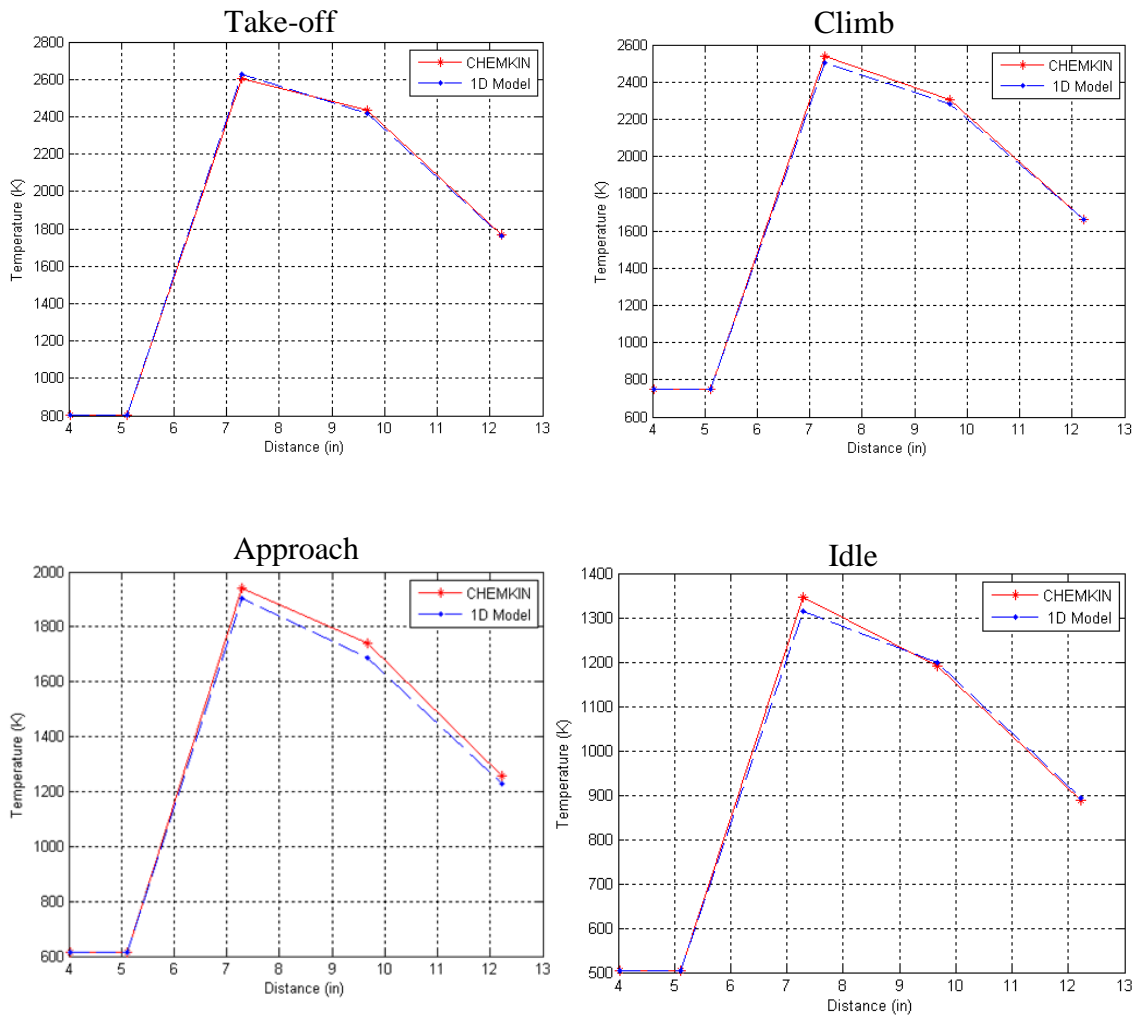 Take-off
2800
2600
2400
2200
2000
1800
1600
1400
1200
1000
800
Temperature (K)
CHEMKIN
1D Model
4 5 6 7 8 9 10 11 12 13
Distance (in)
Climb
2600
2400
2200
2000
1800
1600
1400
1200
1000
800
600
Temperature (K)
CHEMKIN
1D Model
4 5 6 7 8 9 10 11 12 13
Distance (in)
Approach
2000
1800
1600
1400
1200
1000
800
600
Temperature (K)
CHEMKIN
1D Model
4 5 6 7 8 9 10 11 12 13
Distance (in)
Idle
1400
1300
1200
1100
1000
900
800
700
600
500
Temperature (K)
CHEMKIN
1D Model
4 5 6 7 8 9 10 11 12 13
Distance (in)